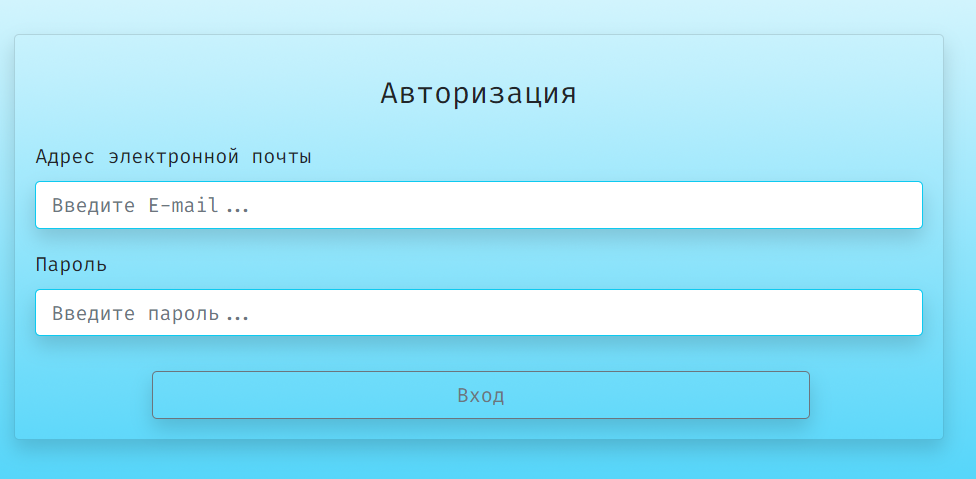 Авторизация
Адрес электронной почты
Введите E-mail...
Пароль
Введите пароль...
Вход